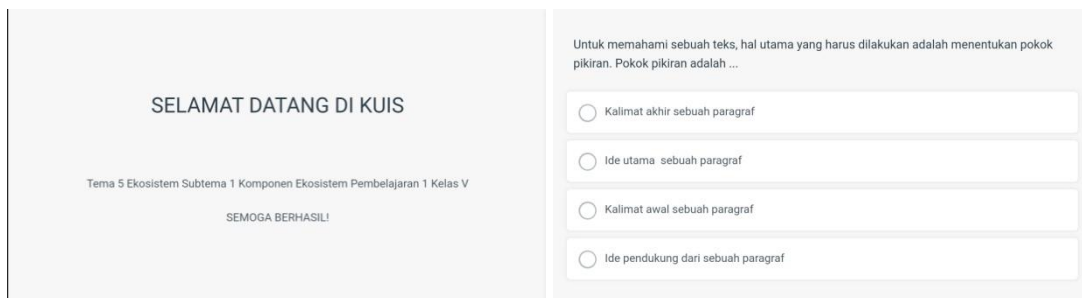 SELAMAT DATANG DI KUIS
Tema 5 Ekosistem Subtema 1 Komponen Ekosistem Pembelajaran 1 Kelas V
SEMOGA BERHASIL!
Untuk memahami sebuah teks, hal utama yang harus dilakukan adalah menentukan pokok
pikiran. Pokok pikiran adalah ...
Kalimat akhir sebuah paragraf
Ide utama sebuah paragraf
Kalimat awal sebuah paragraf
Ide pendukung dari sebuah paragraf